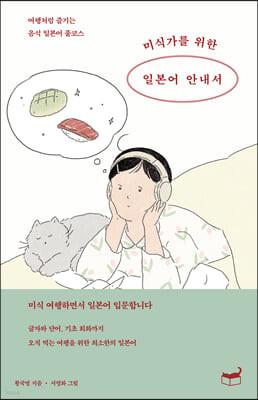 여행처럼 즐기는
음식 일본어 풀코스
미식가를 위한
일본어 안내서
미식 여행하면서 일본어 입문합니다
글자와 단어, 기초 회화까지
오직 먹는 여행을 위한 최소한의 일본어
황국영 지음 • 서영화 그림